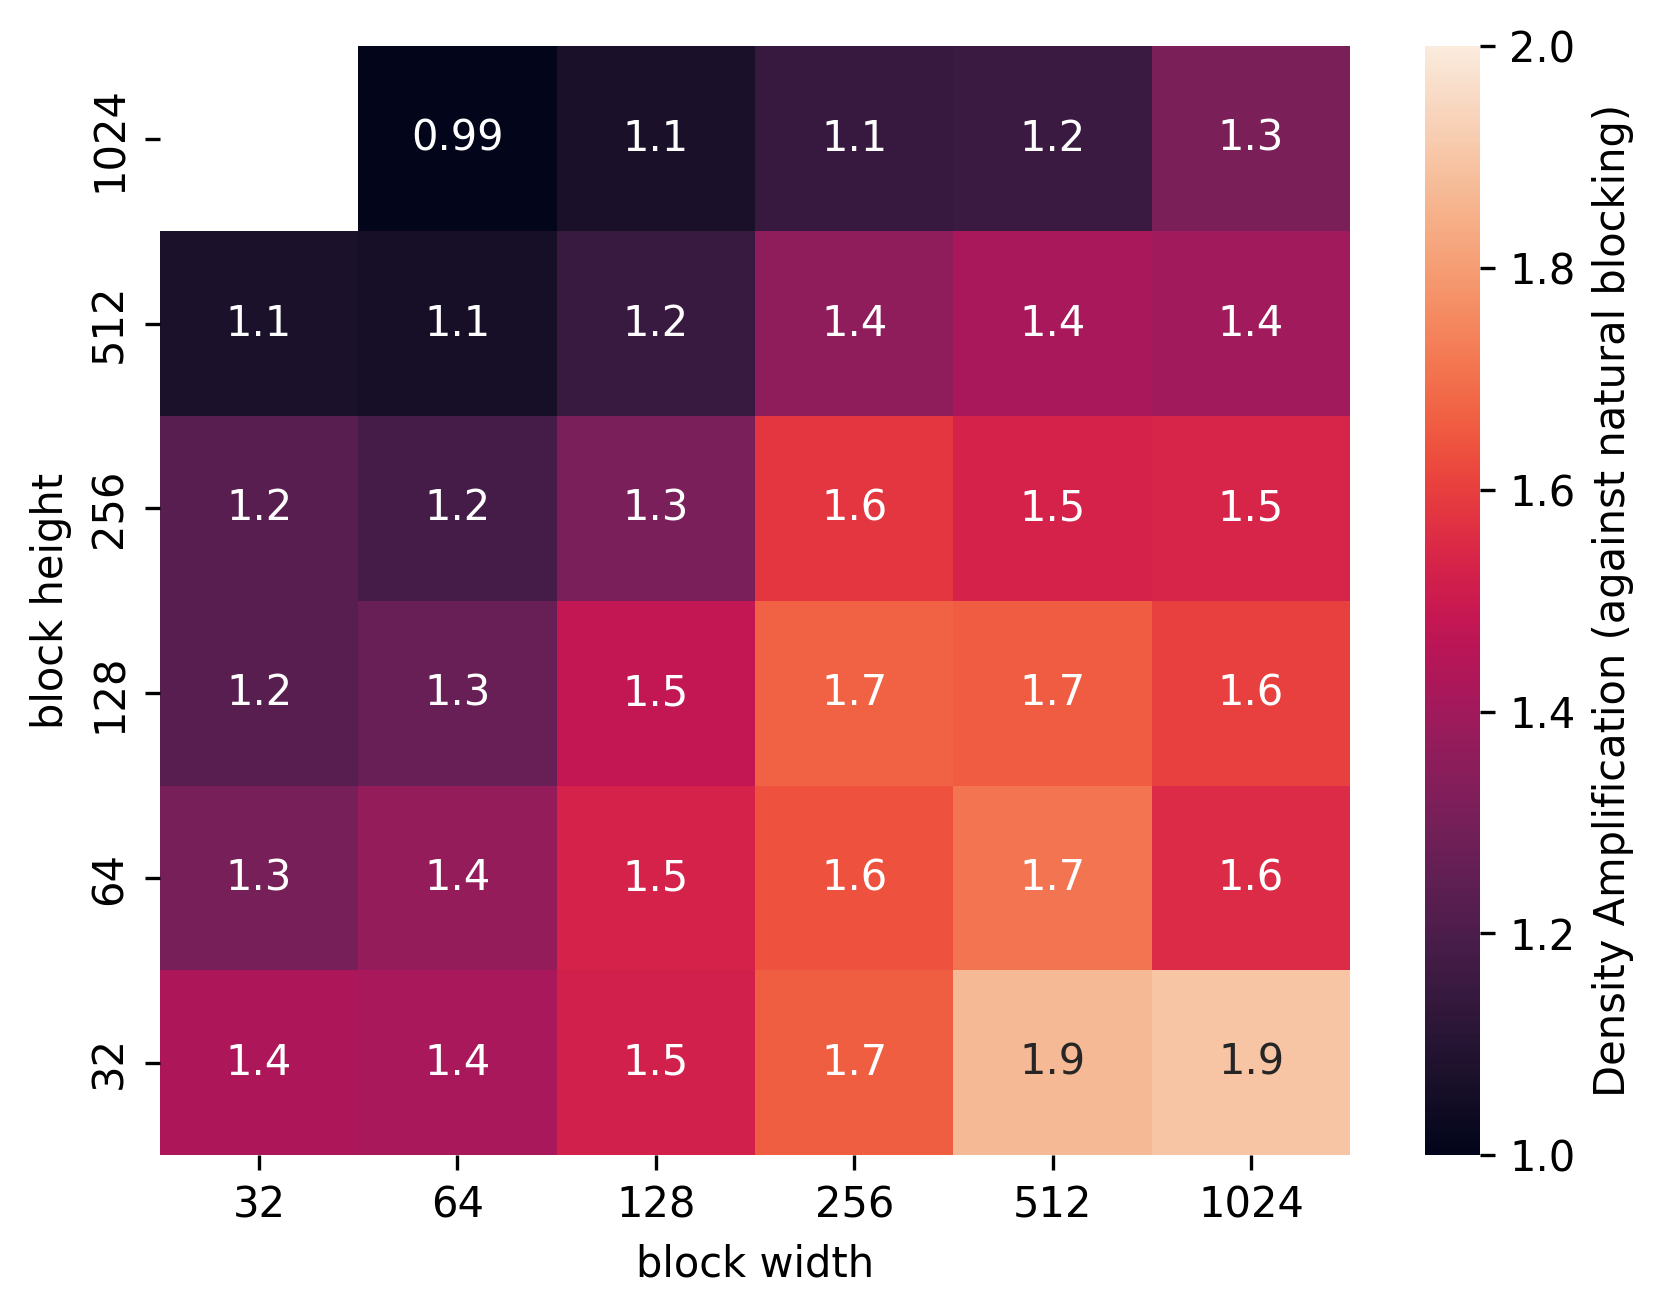 block height
1024
0.99 1.1 1.1 1.2 1.3
512
1.1 1.1 1.2 1.4 1.4 1.4
256
1.2 1.2 1.3 1.6 1.5 1.5
128
1.2 1.3 1.5 1.7 1.7 1.6
64
1.3 1.4 1.5 1.6 1.7 1.6
32
1.4 1.4 1.5 1.7 1.9 1.9
32 64 128 256 512 1024
block width
2.0
1.8
1.6
1.4
1.2
1.0
Density Amplification (against natural blocking)